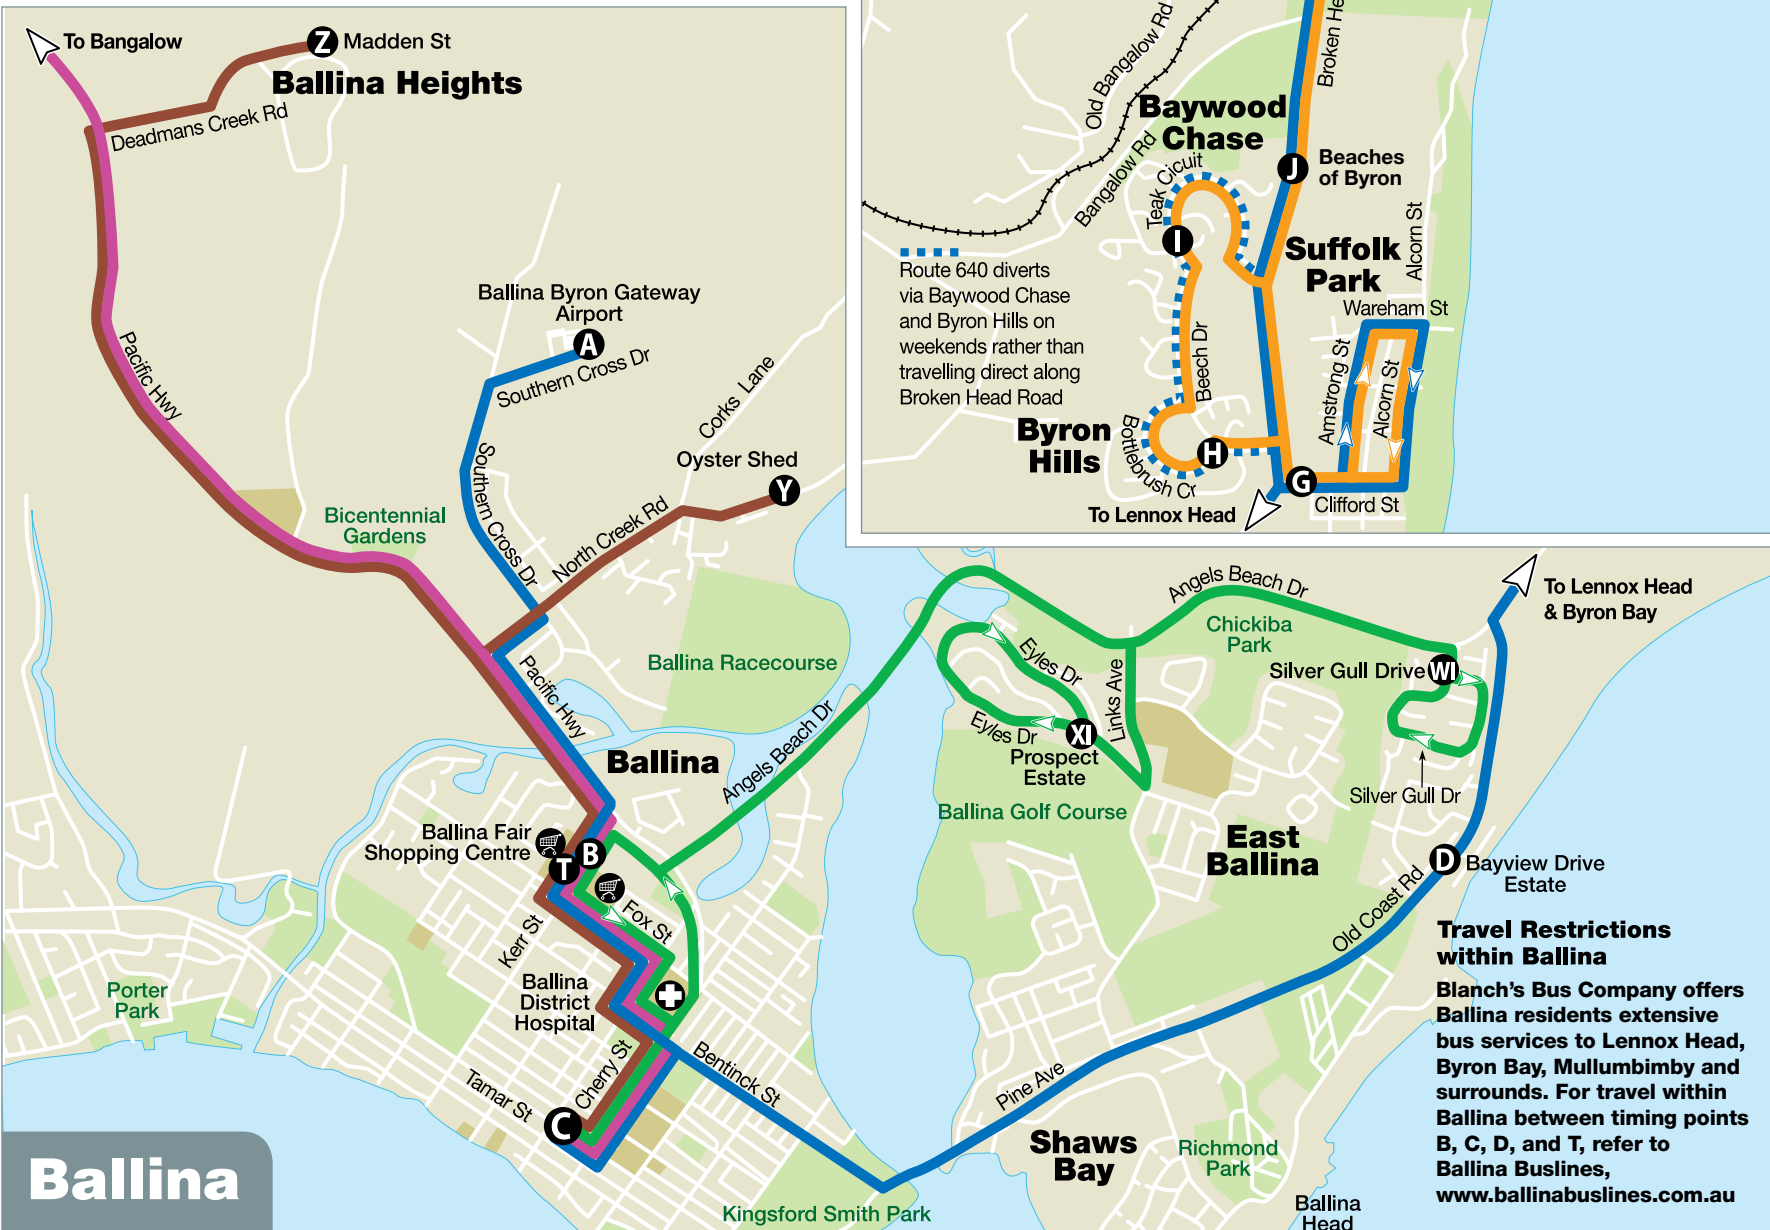 To Bangalow
Z
Madden St
Ballina Heights
Deadmans Creek Rd
Pacific Hwy
Ballina Byron Gateway
Airport
A
Southern Cross Dr
Southern Cross Dr
Corks Lane
Oyster Shed
Y
North Creek Rd
Bicentennial
Gardens
Ballina Racecourse
Pacific Hwy
Ballina
Angels Beach Dr
Ballina Fair
Shopping Centre
T
B
Fox St
Kerr St
Ballina
District
Hospital
Porter
Park
Cherry St
Tamar St
C
Bentinck St
Kingsford Smith Park
Ballina
Old Bangalow Rd
Bangalow Rd
Broken He
Baywood
Chase
Teak Cicuit
J
Beaches
of Byron
I
Suffolk
Park
Alcorn St
Wareham St
Route 640 diverts
via Baywood Chase
and Byron Hills on
weekends rather than
travelling direct along
Broken Head Road
Beech Dr
Amstrong St
Alcorn St
Byron
Hills
Bottlebrush Cr
H
G
To Lennox Head
Clifford St
Angels Beach Dr
To Lennox Head
& Byron Bay
Chickiba
Park
Silver Gull Drive
WI
Eyles Dr
Links Ave
Eyles Dr
XI
Prospect
Estate
Silver Gull Dr
Ballina Golf Course
East
Ballina
D
Bayview Drive
Estate
Old Coast Rd
Pine Ave
Shaws
Bay
Richmond
Park
Ballina
Head
Travel Restrictions
within Ballina
Blanch's Bus Company offers
Ballina residents extensive
bus services to Lennox Head,
Byron Bay, Mullumbimby and
surrounds. For travel within
Ballina between timing points
B, C, D, and T, refer to
Ballina Buslines,
www.ballinabuslines.com.au